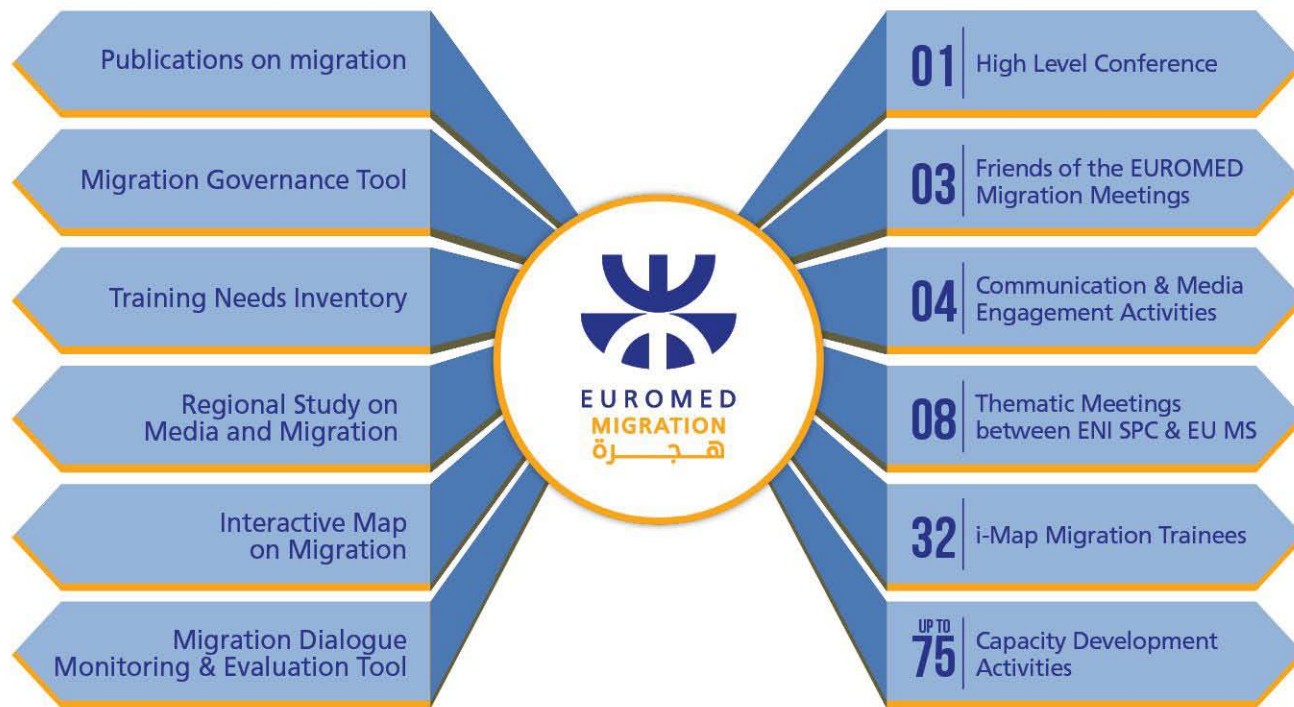 Publications on migration
Migration Governance Tool
Training Needs Inventory
Regional Study on
Media and Migration
Interactive Map
on Migration
Migration Dialogue
Monitoring & Evaluation Tool
EUROMED
MIGRATION
هجرة
01 High Level Conference
03 Friends of the EUROMED
Migration Meetings
04 Communication & Media
Engagement Activities
08 Thematic Meetings
between ENI SPC & EU MS
32 i-Map Migration Trainees
UP TO
75 Capacity Development
Activities